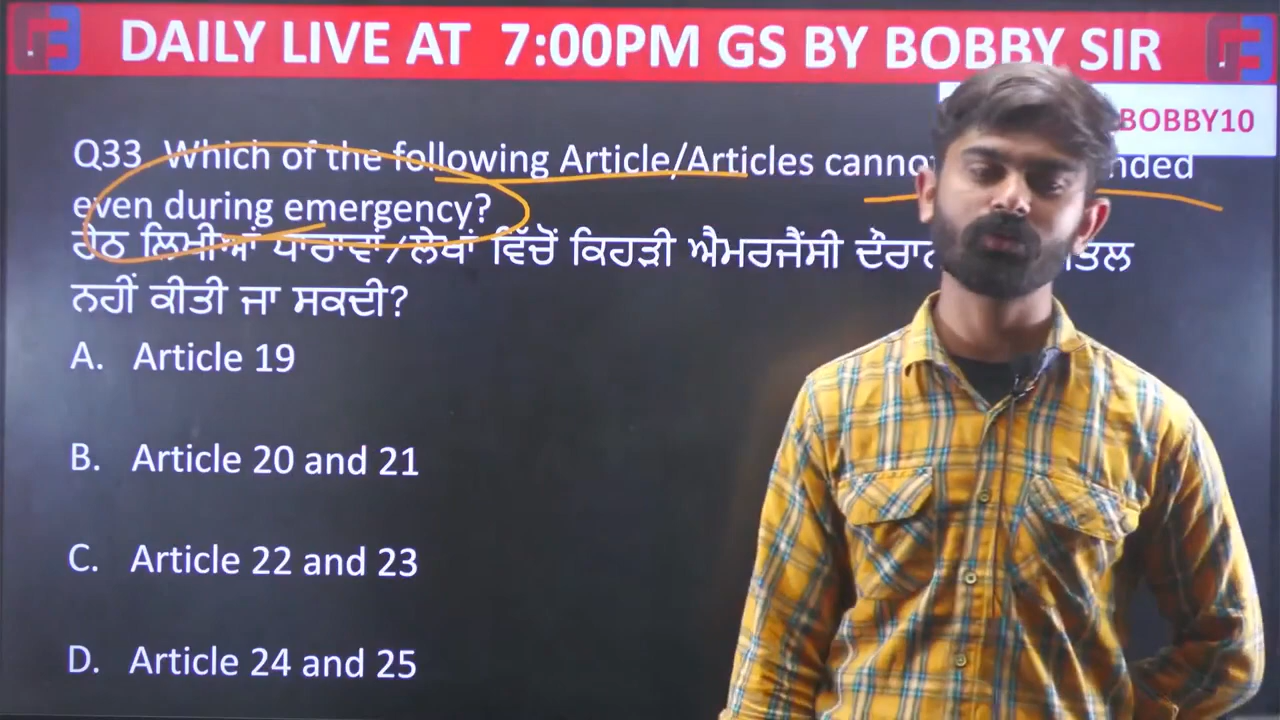 DAILY LIVE AT 7:00PM GS BY BOBBY SIR
BOBBY10
Q33 Which of the following Article/Articles
even during emergency?
ਹੇਠ ਲਿਖੀਆਂ ਧਾਰਾਵਾਂ/ਲੇਖਾਂ ਵਿੱਚੋਂ ਕਿਹੜੀ ਐਮਰਜੈਂਸੀ
ਨਹੀਂ ਕੀਤੀ ਜਾ ਸਕਦੀ?
A. Article 19
B. Article 20 and 21
C. Article 22 and 23
D. Article 24 and 25